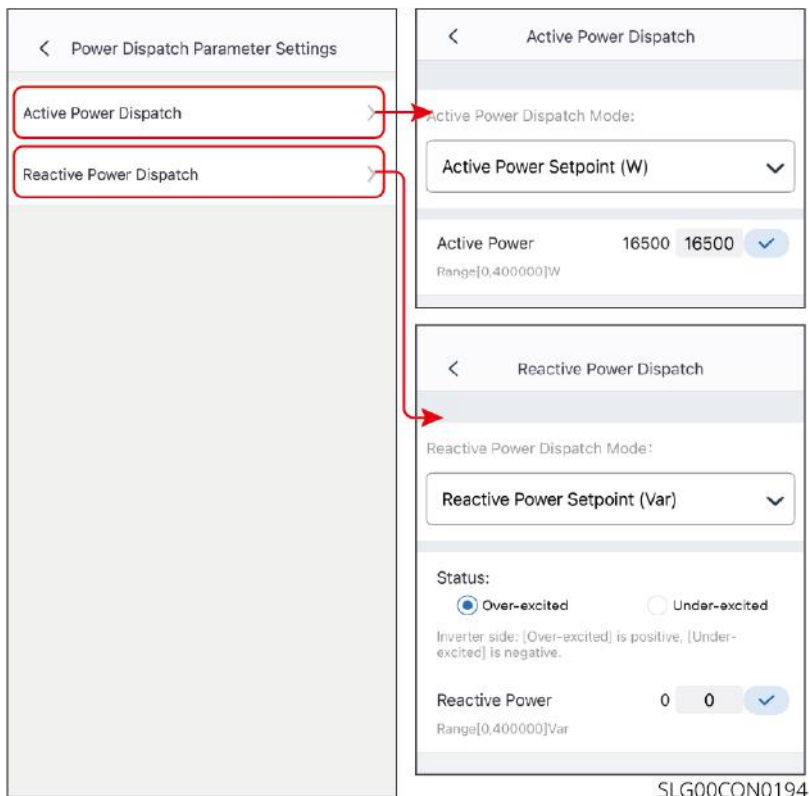 Power Dispatch Parameter Settings
Active Power Dispatch
Reactive Power Dispatch
Active Power Dispatch
Active Power Dispatch Mode:
Active Power Setpoint (W)
Active Power 16500 16500
Range[0,400000]W
Reactive Power Dispatch
Reactive Power Dispatch Mode:
Reactive Power Setpoint (Var)
Status:
Over-excited Under-excited
Inverter side: [Over-excited] is positive, [Under-
excited] is negative.
Reactive Power 0 0
Range[0,400000]Var
SLG00CON0194